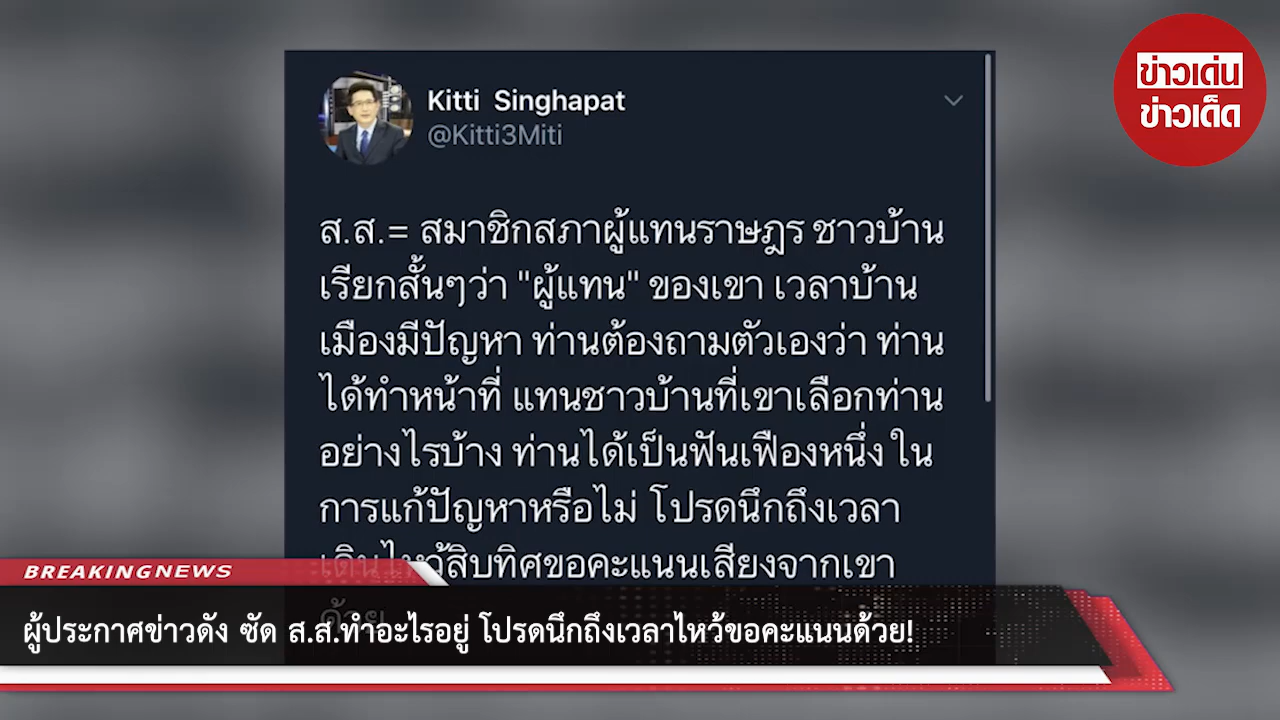 ข่าวเด่น
ข่าวเด็ด
Kitti Singhapat
@Kitti3Miti
ส.ส.= สมาชิกสภาผู้แทนราษฎร ชาวบ้าน
เรียกสั้นๆว่า "ผู้แทน" ของเขา เวลาบ้าน
เมืองมีปัญหา ท่านต้องถามตัวเองว่า ท่าน
ได้ทำหน้าที่ แทนชาวบ้านที่เขาเลือกท่าน
อย่างไรบ้าง ท่านได้เป็นฟันเฟืองหนึ่ง ใน
การแก้ปัญหาหรือไม่ โปรดนึกถึงเวลา
เดินไหว้สิบทิศขอคะแนนเสียงจากเขา
ด้วย
BREAKINGNEWS
ผู้ประกาศข่าวดัง ซัด ส.ส.ทำอะไรอยู่ โปรดนึกถึงเวลาไหว้ขอคะแนนด้วย!